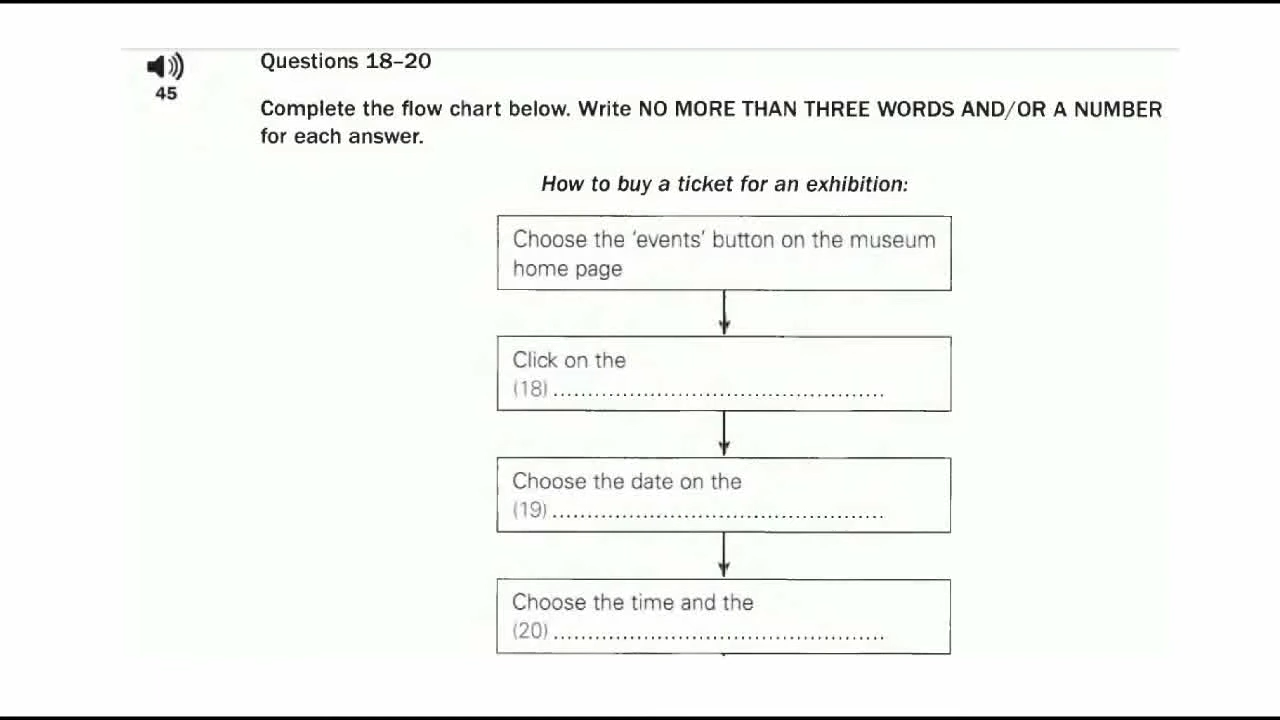 45
Questions 18–20
Complete the flow chart below. Write NO MORE THAN THREE WORDS AND/OR A NUMBER
for each answer.
How to buy a ticket for an exhibition:
Choose the ‘events’ button on the museum
home page
Click on the
(18) ................................................
Choose the date on the
(19) ................................................
Choose the time and the
(20) ................................................